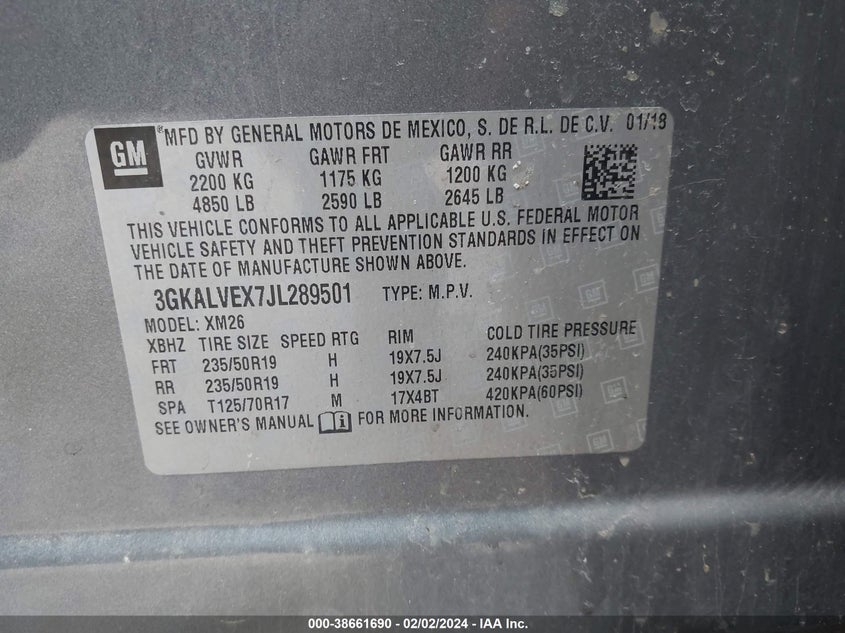 GM ® MFD BY GENERAL MOTORS DE MEXICO, S. DE R.L. DE C.V. 01/18
GVWR GAWR FRT GAWR RR
2200 KG 1175 KG 1200 KG
4850 LB 2590 LB 2645 LB
THIS VEHICLE CONFORMS TO ALL APPLICABLE U.S. FEDERAL MOTOR
VEHICLE SAFETY AND THEFT PREVENTION STANDARDS IN EFFECT ON
THE DATE OF MANUFACTURE SHOWN ABOVE.
3GKALVEX7JL289501 TYPE: M.P.V.
MODEL: XM26
XBHZ TIRE SIZE SPEED RTG RIM COLD TIRE PRESSURE
FRT 235/50R19 H 19X7.5J 240KPA(35PSI)
RR 235/50R19 H 19X7.5J 240KPA(35PSI)
SPA T125/70R17 M 17X4BT 420KPA(60PSI)
SEE OWNER'S MANUAL i FOR MORE INFORMATION.
000-38661690 - 02/02/2024 - IAA Inc.